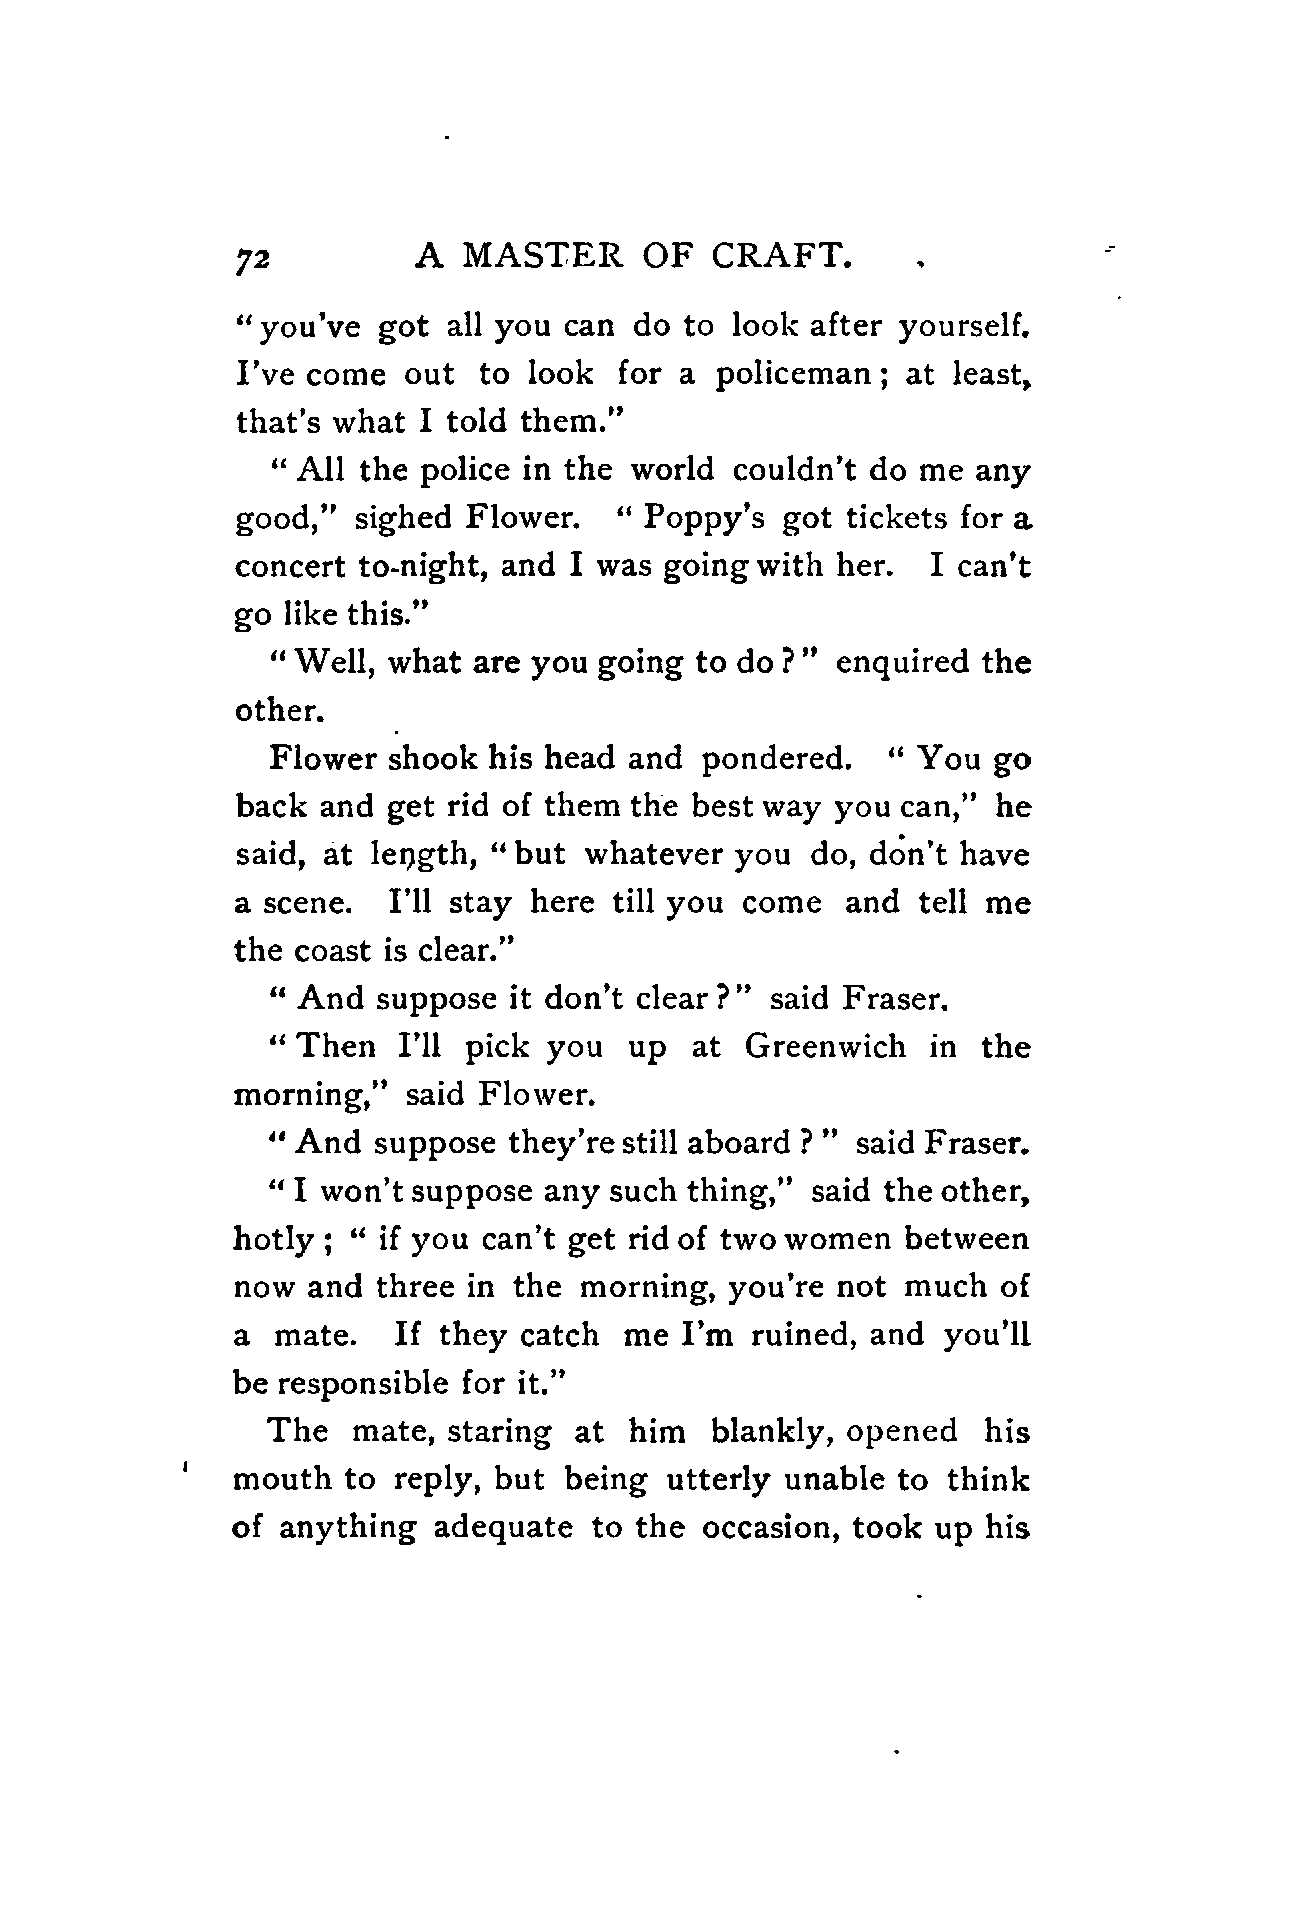 72 A MASTER OF CRAFT.
“you've got all you can do to look after yourself.
I've come out to look for a policeman; at least,
that's what I told them.”
“All the police in the world couldn't do me any
good,” sighed Flower. “Poppy's got tickets for a
concert to-night, and I was going with her. I can't
go like this.”
“Well, what are you going to do?” enquired the
other.
Flower shook his head and pondered. “You go
back and get rid of them the best way you can,” he
said, at length, “but whatever you do, don't have
a scene. I'll stay here till you come and tell me
the coast is clear.”
“And suppose it don't clear?” said Fraser.
“Then I'll pick you up at Greenwich in the
morning,” said Flower.
“And suppose they're still aboard?” said Fraser.
“I won't suppose any such thing,” said the other,
hotly; “if you can't get rid of two women between
now and three in the morning, you're not much of
a mate. If they catch me I'm ruined, and you'll
be responsible for it.”
The mate, staring at him blankly, opened his
mouth to reply, but being utterly unable to think
of anything adequate to the occasion, took up his